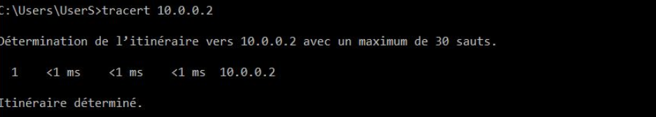 C:\Users\UserS>tracert 10.0.0.2
Détermination de l’itinéraire vers 10.0.0.2 avec un maximum de 30 sauts.
1    <1 ms    <1 ms    <1 ms  10.0.0.2
Itinéraire déterminé.